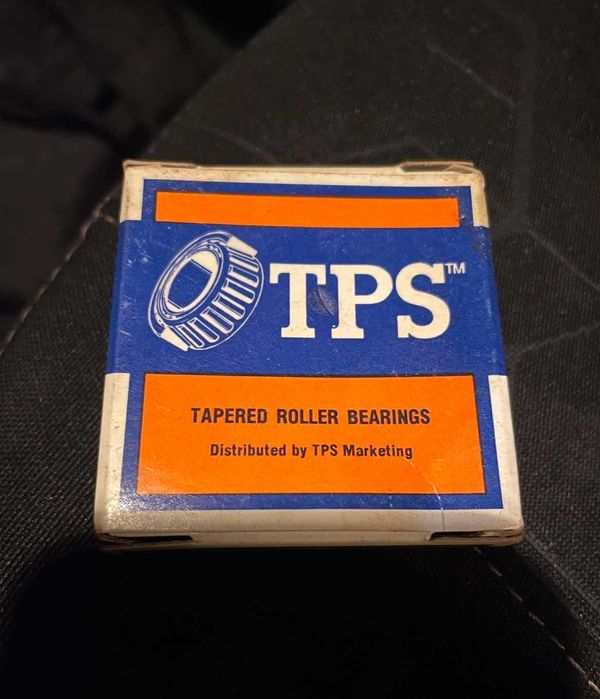 TPS™
TAPERED ROLLER BEARINGS
Distributed by TPS Marketing